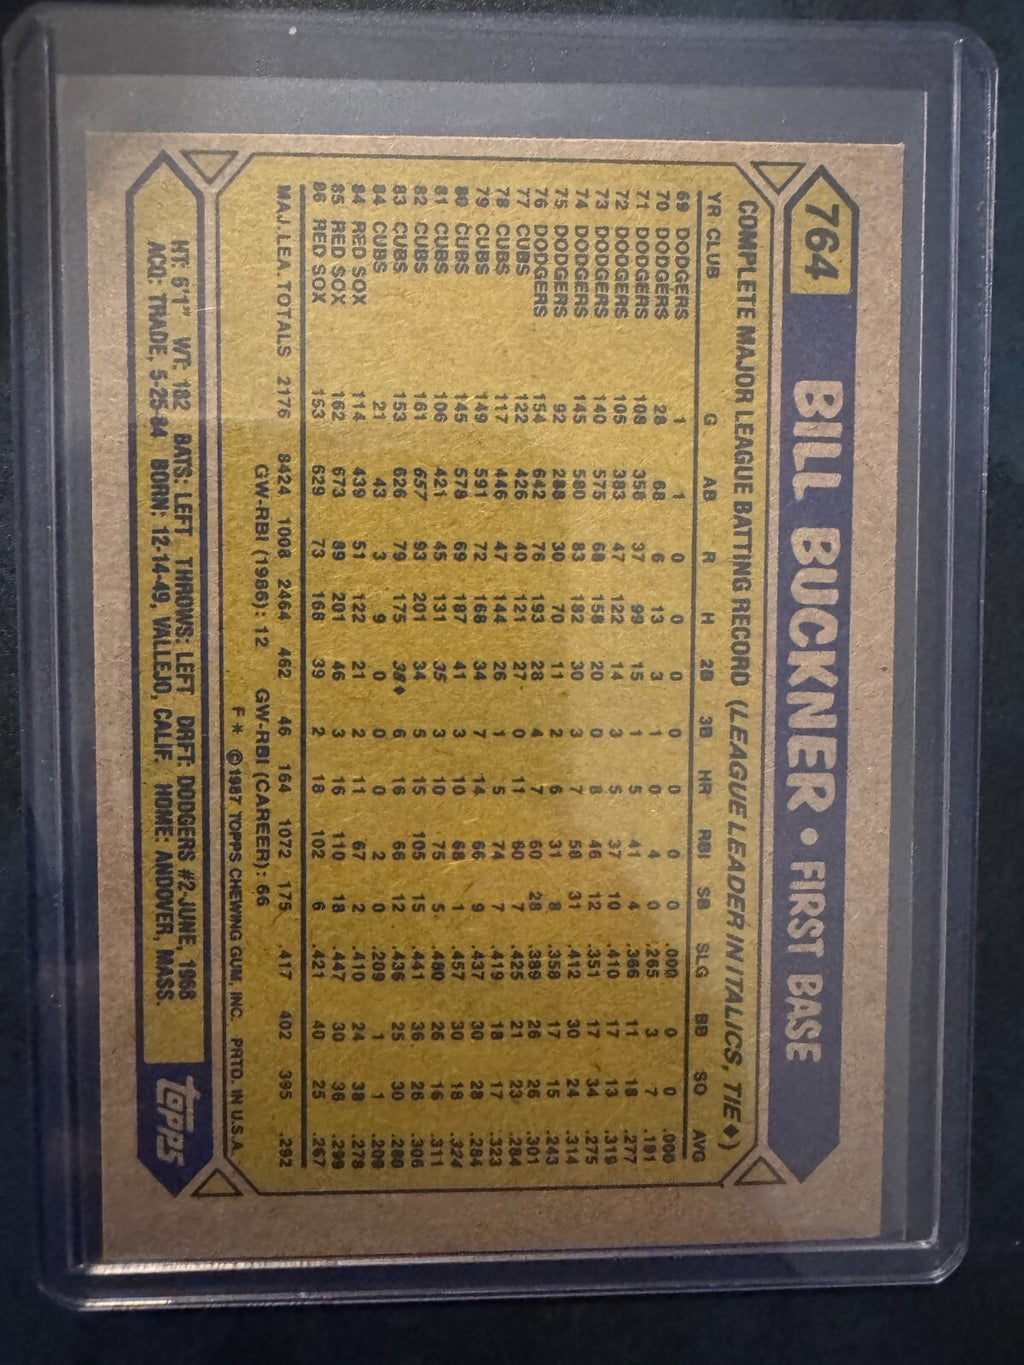 764 BILL BUCKNER • FIRST BASE
COMPLETE MAJOR LEAGUE BATTING RECORD (LEAGUE LEADER IN ITALICS, TIE♦)
YR CLUB G AB R H 2B 3B HR RBI SB SLG BB SO AVG
69 DODGERS 1 1 0 0 0 0 0 0 0 .000 0 0 .000
70 DODGERS 28 68 6 13 3 1 0 4 0 .265 3 7 .191
71 DODGERS 108 358 37 99 15 1 5 41 4 .366 11 18 .277
72 DODGERS 105 383 47 122 14 3 5 37 10 .410 17 13 .319
73 DODGERS 140 575 68 158 20 0 8 46 12 .351 17 34 .275
74 DODGERS 145 580 83 182 30 3 7 58 31 .412 30 24 .314
75 DODGERS 92 288 30 70 11 2 6 31 8 .358 17 15 .243
76 DODGERS 154 642 76 193 28 4 7 60 28 .389 26 26 .301
77 CUBS 122 426 40 121 27 0 11 60 7 .425 21 23 .284
78 CUBS 117 446 47 144 26 1 5 74 7 .419 18 17 .323
79 CUBS 149 591 72 168 34 7 14 66 9 .437 30 28 .284
80 CUBS 145 578 69 187 41 3 10 68 1 .457 30 18 .324
81 CUBS 106 421 45 131 35 3 10 75 5 .480 26 16 .311
82 CUBS 161 657 93 201 34 5 15 105 15 .441 36 26 .306
83 CUBS 153 626 79 175 38♦ 6 16 66 12 .436 25 30 .280
84 CUBS 21 43 3 9 0 0 0 2 0 .209 1 1 .209
84 RED SOX 114 439 51 122 21 2 11 67 2 .410 24 38 .278
85 RED SOX 162 673 89 201 46 3 16 110 18 .447 30 36 .299
86 RED SOX 153 629 73 168 39 2 18 102 6 .421 40 25 .267
MAJ. LEA. TOTALS 2176 8424 1008 2464 462 46 164 1072 175 .417 402 395 .292
GW-RBI (1986): 12 GW-RBI (CAREER): 66
F* © 1987 TOPPS CHEWING GUM, INC. PRTD. IN U.S.A.
HT: 6'1" WT: 182 BATS: LEFT THROWS: LEFT DRFT: DODGERS #2-JUNE, 1968
ACQ: TRADE, 5-25-84 BORN: 12-14-49, VALLEJO, CALIF. HOME: ANDOVER, MASS.
topps